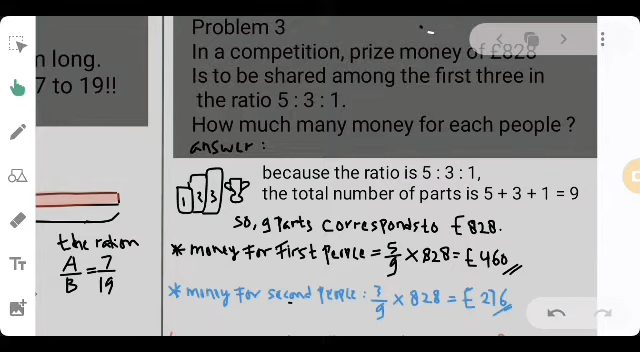 m long.
7 to 19!!
the ration
A/B = 7/19
Problem 3
In a competition, prize money of £828
Is to be shared among the first three in
the ratio 5 : 3 : 1.
How much many money for each people ?
answer :
1 2 3
because the ratio is 5 : 3 : 1,
the total number of parts is 5 + 3 + 1 = 9
so, 9 parts corresponds to £828.
* money for first people = 5/9 × 828 = £460
* money for second people : 3/9 × 828 = £276
Tт